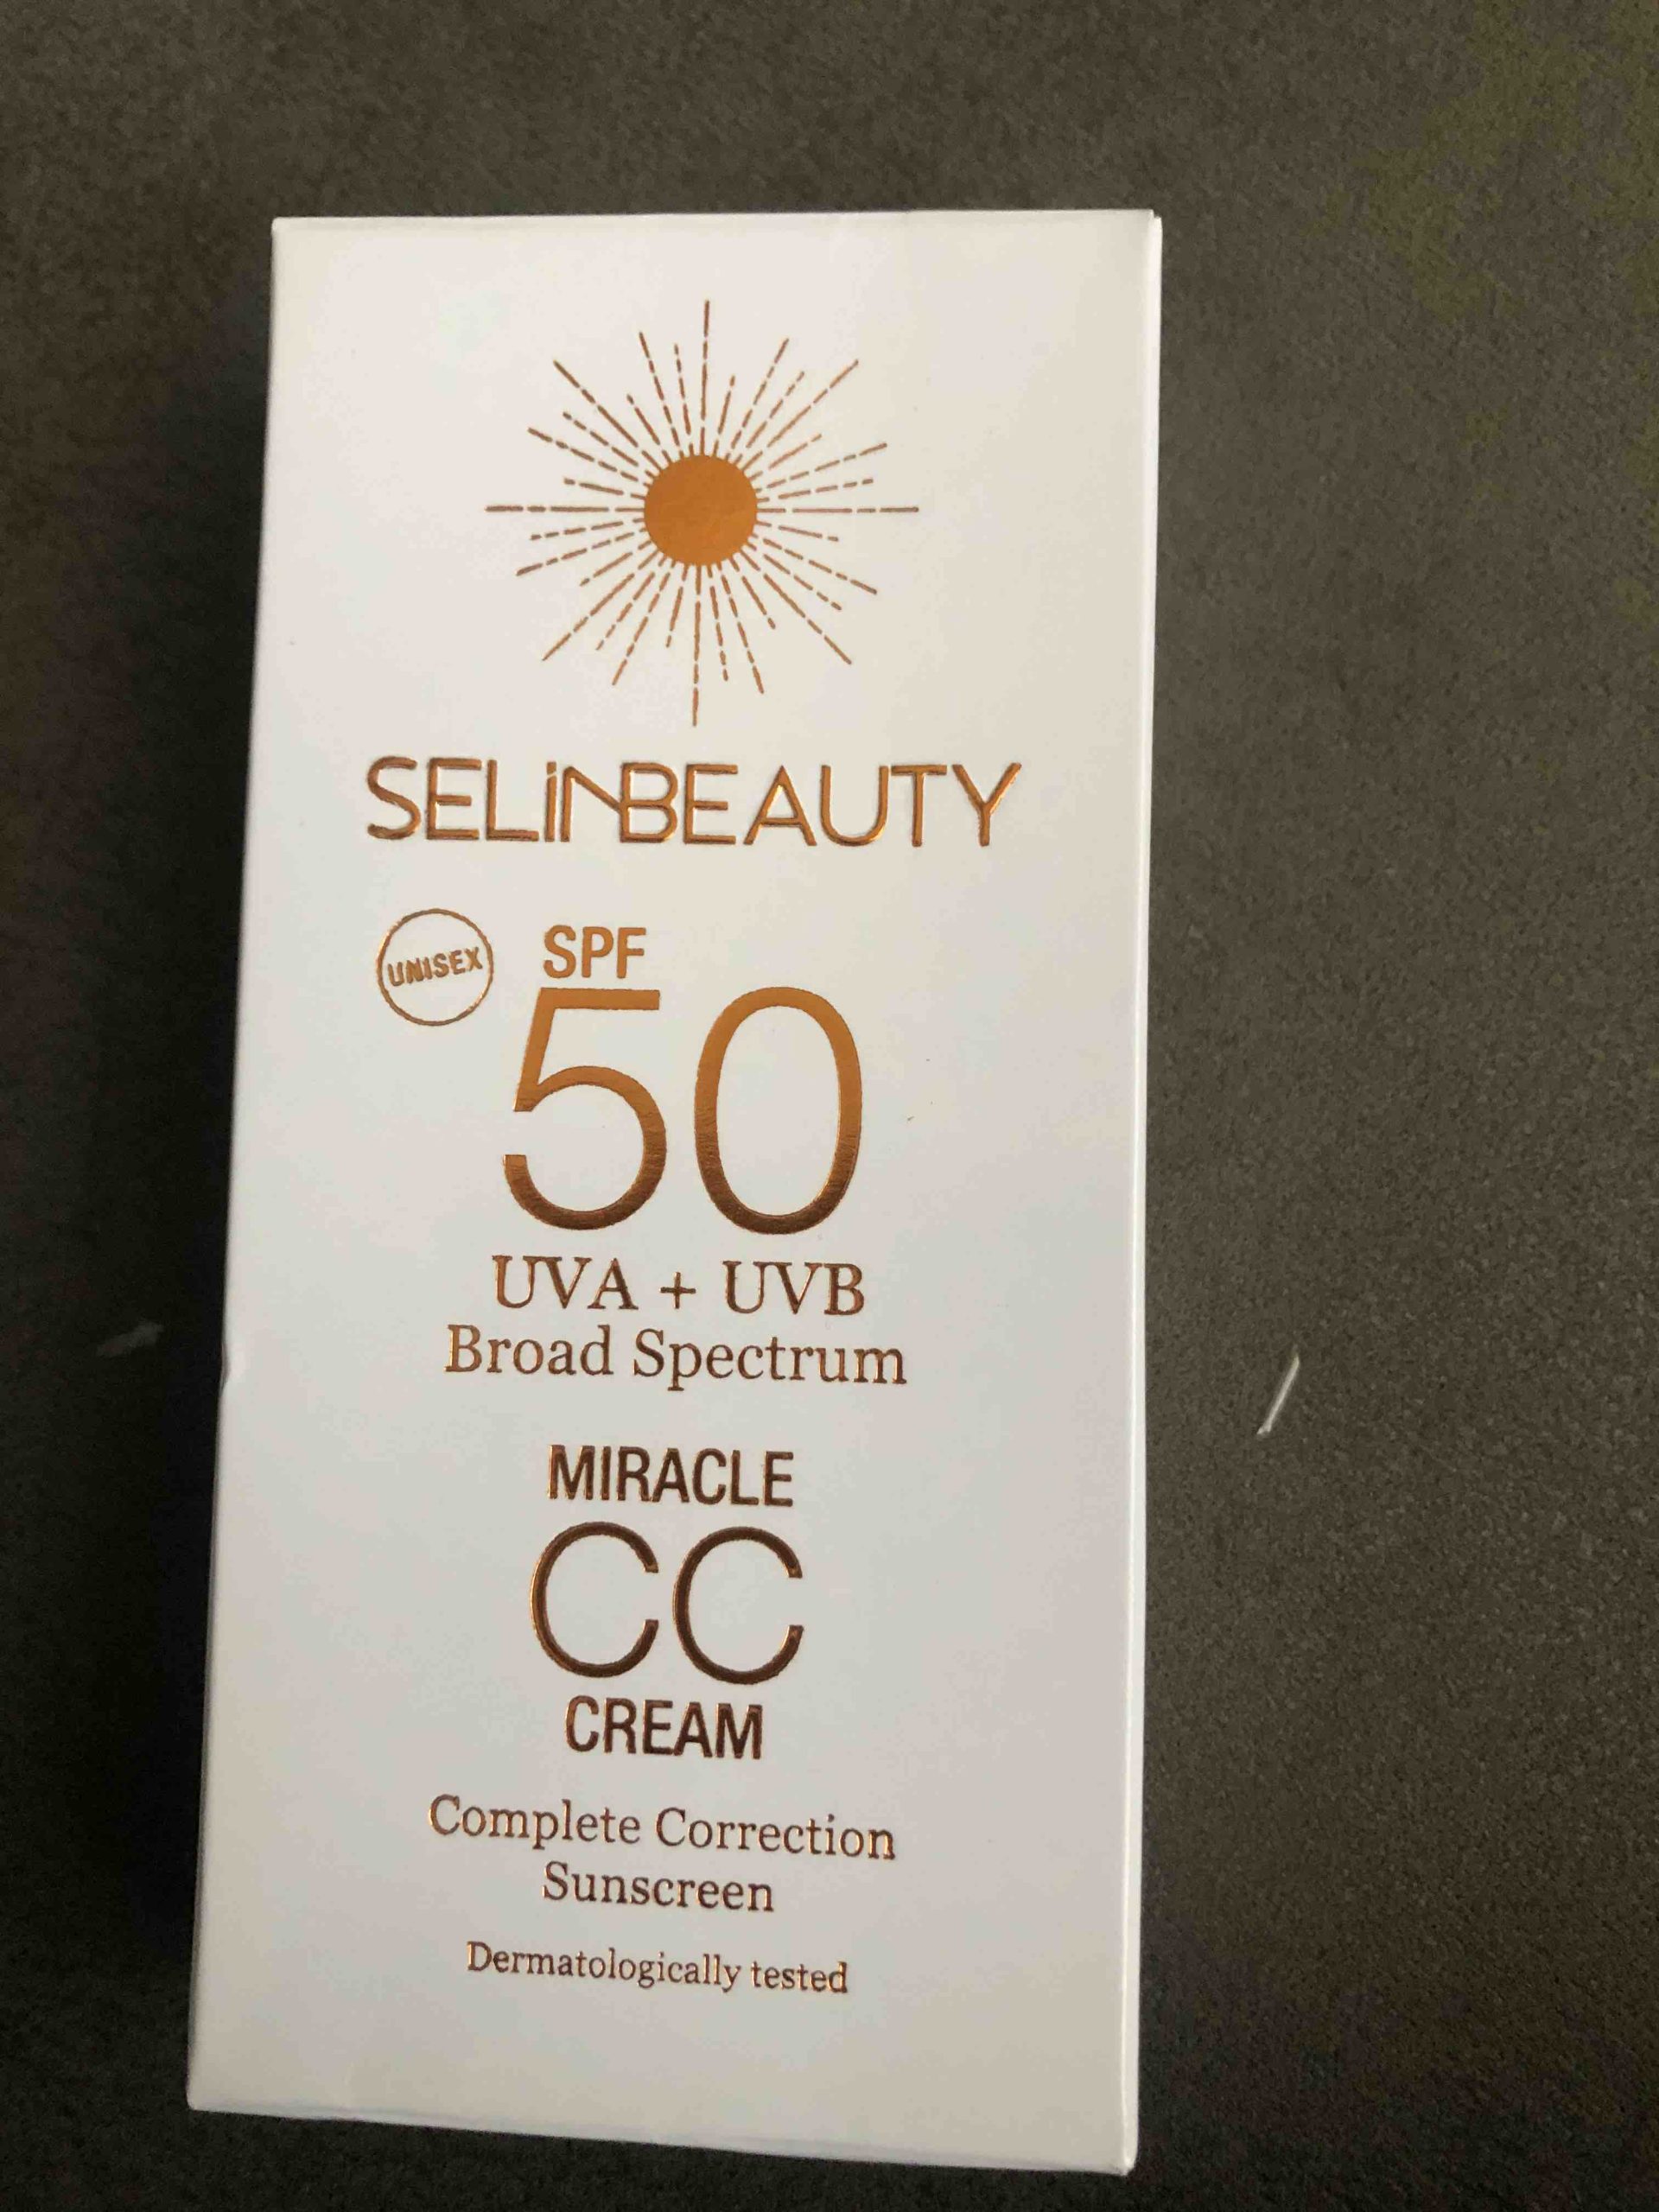 SELiNBEAUTY
UNISEX
SPF
50
UVA + UVB
Broad Spectrum
MIRACLE
CC
CREAM
Complete Correction
Sunscreen
Dermatologically tested